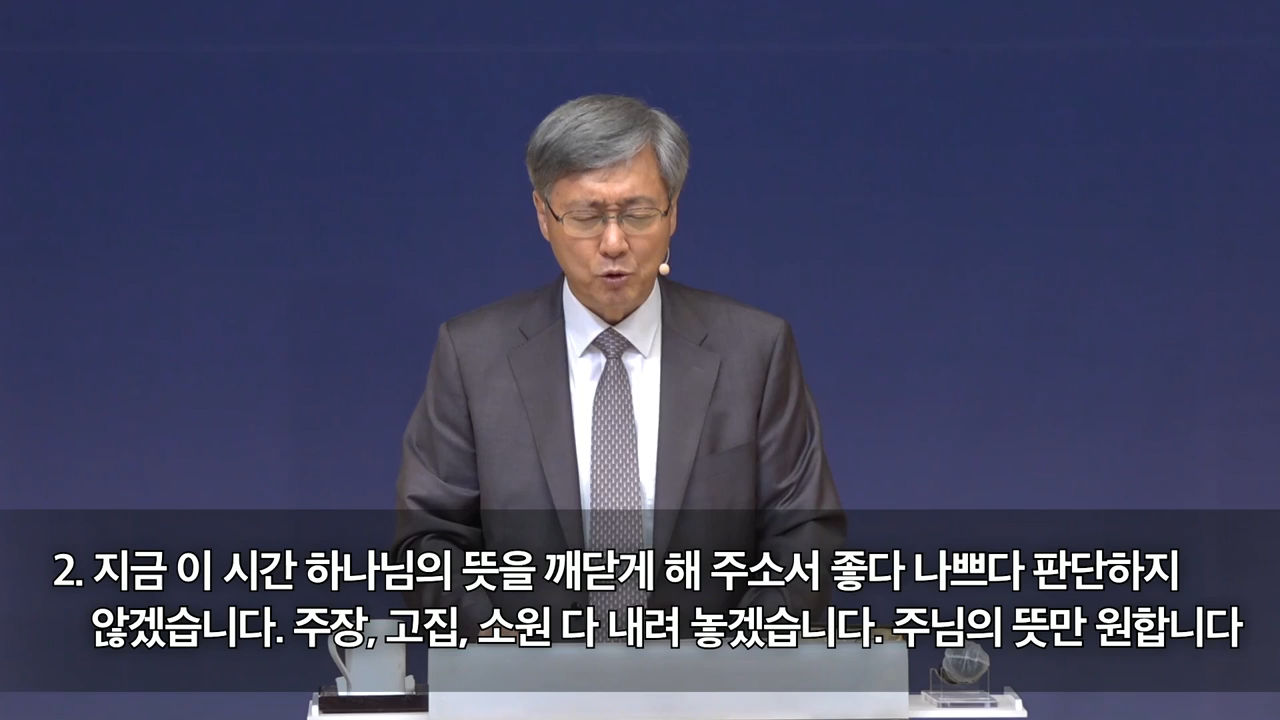 2. 지금 이 시간 하나님의 뜻을 깨닫게 해 주소서 좋다 나쁘다 판단하지
않겠습니다. 주장, 고집, 소원 다 내려 놓겠습니다. 주님의 뜻만 원합니다